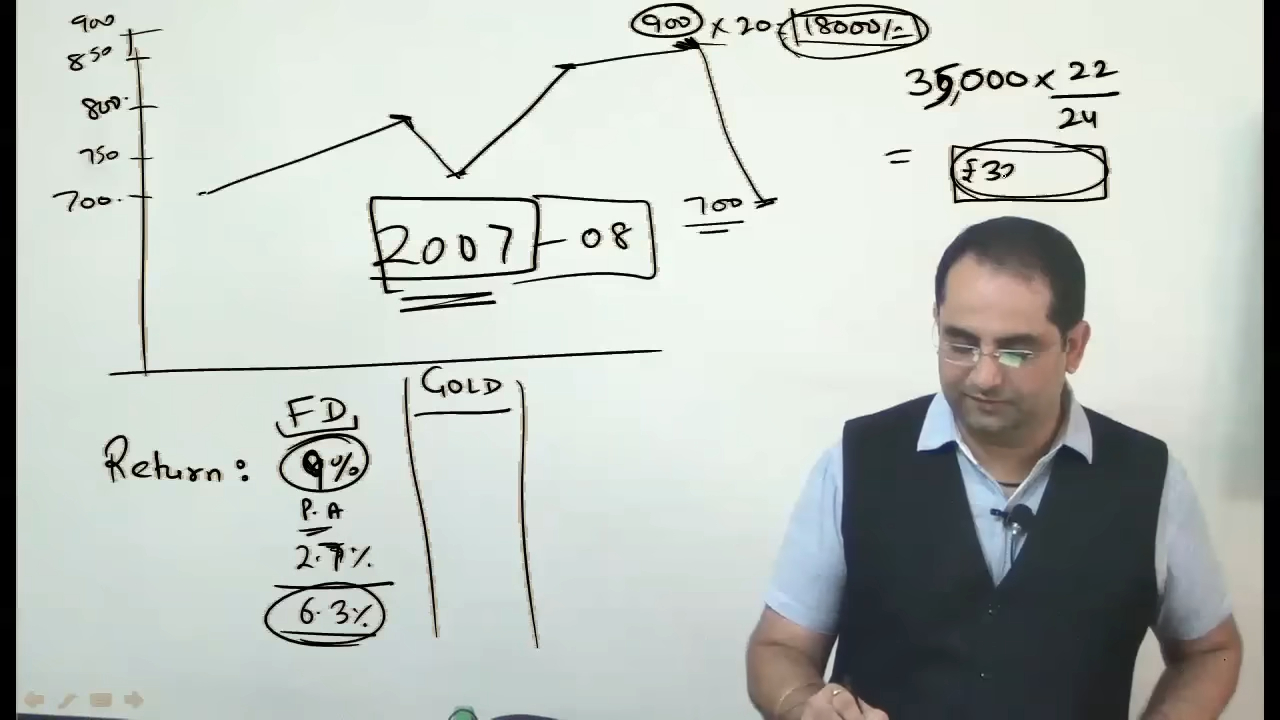 900
850
800
750
700
900 × 20 = 18000/-
35,000 × 22/24
=
700
2007 - 08
GOLD
FD
Return : 9%
P.A
2.7%
6.3%